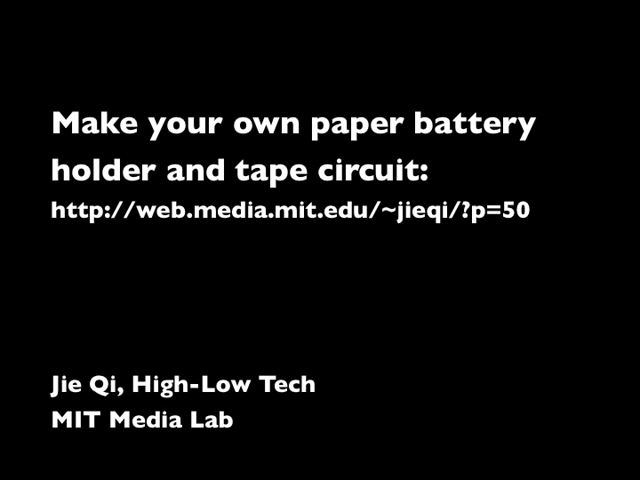 Make your own paper battery
holder and tape circuit:
http://web.media.mit.edu/~jieqi/?p=50
Jie Qi, High-Low Tech
MIT Media Lab